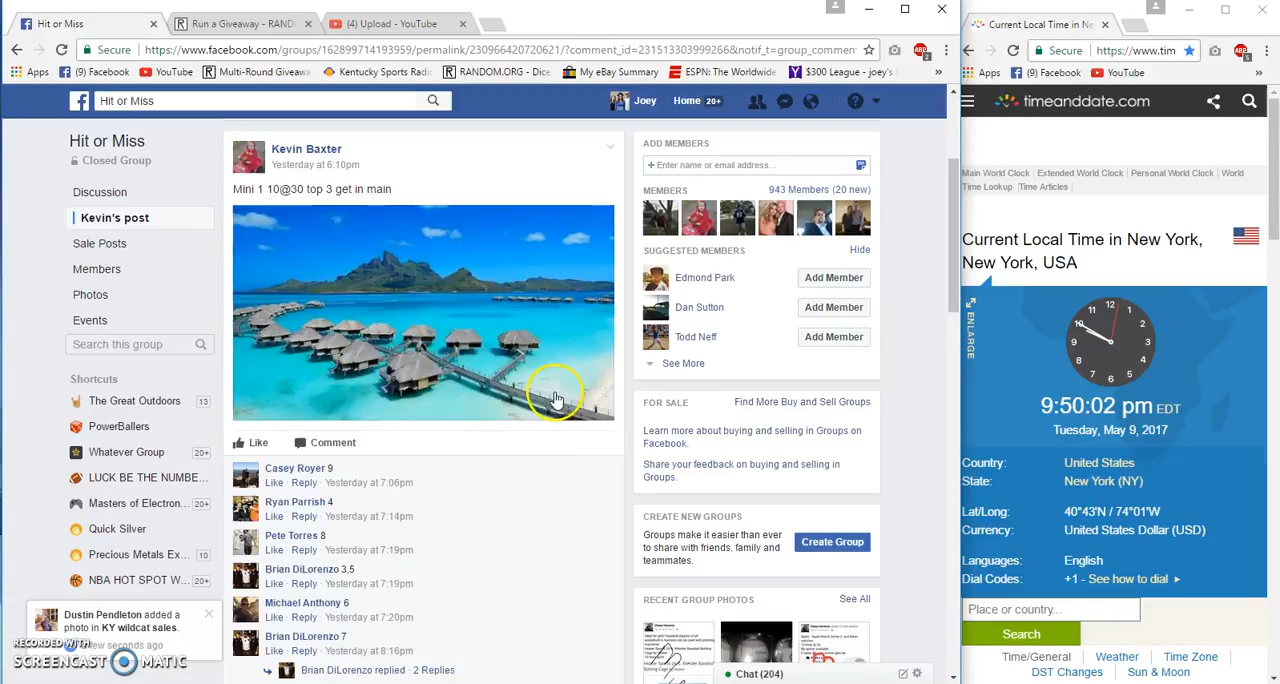 Hit or Miss
Run a Giveaway - RAND
(4) Upload - YouTube
Current Local Time in Ne
Secure
https://www.facebook.com/groups/162899714193959/permalink/230966420720621/?comment_id=231513303999266&notif_t=group_commen
Secure
https://www.tim
Apps
(9) Facebook
YouTube
Multi-Round Giveawa
Kentucky Sports Radi
RANDOM.ORG - Dice
My eBay Summary
ESPN: The Worldwide
$300 League - joey's
»
Apps
(9) Facebook
YouTube
»
Hit or Miss
Joey
Home 20+
timeanddate.com
Hit or Miss
Closed Group
Discussion
Kevin's post
Sale Posts
Members
Photos
Events
Search this group
Shortcuts
The Great Outdoors 13
PowerBallers
Whatever Group 20+
LUCK BE THE NUMBE...
Masters of Electron... 20+
Quick Silver
Precious Metals Ex... 10
NBA HOT SPOT W... 20+
Dustin Pendleton added a
photo in KY wildcat sales.
few seconds ago
RECORDED WITH
SCREENCAST MATIC
Kevin Baxter
Yesterday at 6:10pm
Mini 1 10@30 top 3 get in main
Like
Comment
Casey Royer 9
Like · Reply · Yesterday at 7:06pm
Ryan Parrish 4
Like · Reply · Yesterday at 7:14pm
Pete Torres 8
Like · Reply · Yesterday at 7:19pm
Brian DiLorenzo 3,5
Like · Reply · Yesterday at 7:19pm
Michael Anthony 6
Like · Reply · Yesterday at 7:20pm
Brian DiLorenzo 7
Like · Reply · Yesterday at 8:16pm
Brian DiLorenzo replied · 2 Replies
ADD MEMBERS
+ Enter name or email address...
MEMBERS
943 Members (20 new)
SUGGESTED MEMBERS
Hide
Edmond Park
Add Member
Dan Sutton
Add Member
Todd Neff
Add Member
See More
FOR SALE
Find More Buy and Sell Groups
Learn more about buying and selling in Groups on
Facebook.
Share your feedback on buying and selling in
Groups.
CREATE NEW GROUPS
Groups make it easier than ever
to share with friends, family and
teammates.
Create Group
RECENT GROUP PHOTOS
See All
Chat (204)
Main World Clock
Extended World Clock
Personal World Clock
World
Time Lookup
Time Articles
Current Local Time in New York,
New York, USA
ENLARGE
12
1
2
3
4
5
6
7
8
9
10
11
9:50:02 pm EDT
Tuesday, May 9, 2017
Country: United States
State: New York (NY)
Lat/Long: 40°43'N / 74°01'W
Currency: United States Dollar (USD)
Languages: English
Dial Codes: +1 - See how to dial
Place or country...
Search
Time/General
Weather
Time Zone
DST Changes
Sun & Moon